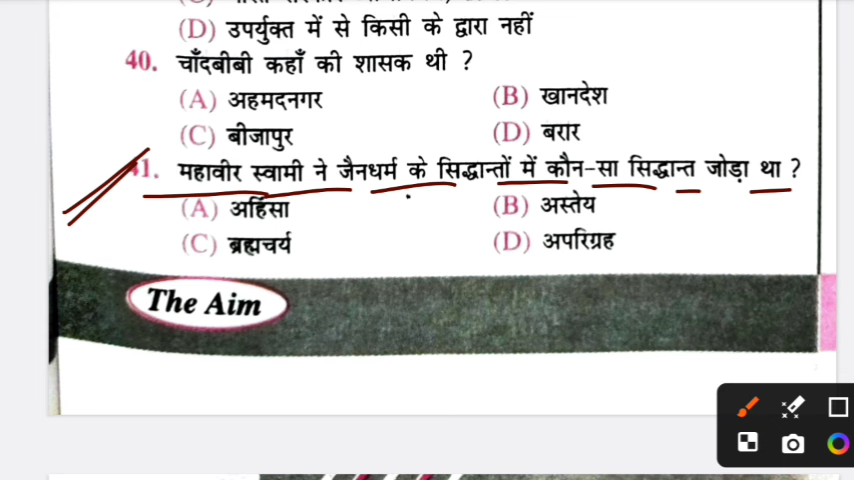 (D) उपर्युक्त में से किसी के द्वारा नहीं
40. चाँदबीबी कहाँ की शासक थी ?
(A) अहमदनगर (B) खानदेश
(C) बीजापुर (D) बरार
41. महावीर स्वामी ने जैनधर्म के सिद्धान्तों में कौन-सा सिद्धान्त जोड़ा था ?
(A) अहिंसा (B) अस्तेय
(C) ब्रह्मचर्य (D) अपरिग्रह
The Aim